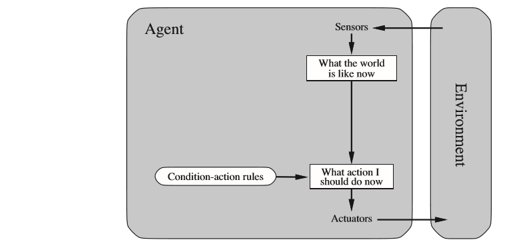 Agent
Sensors
What the world
is like now
Environment
Condition-action rules
What action I
should do now
Actuators